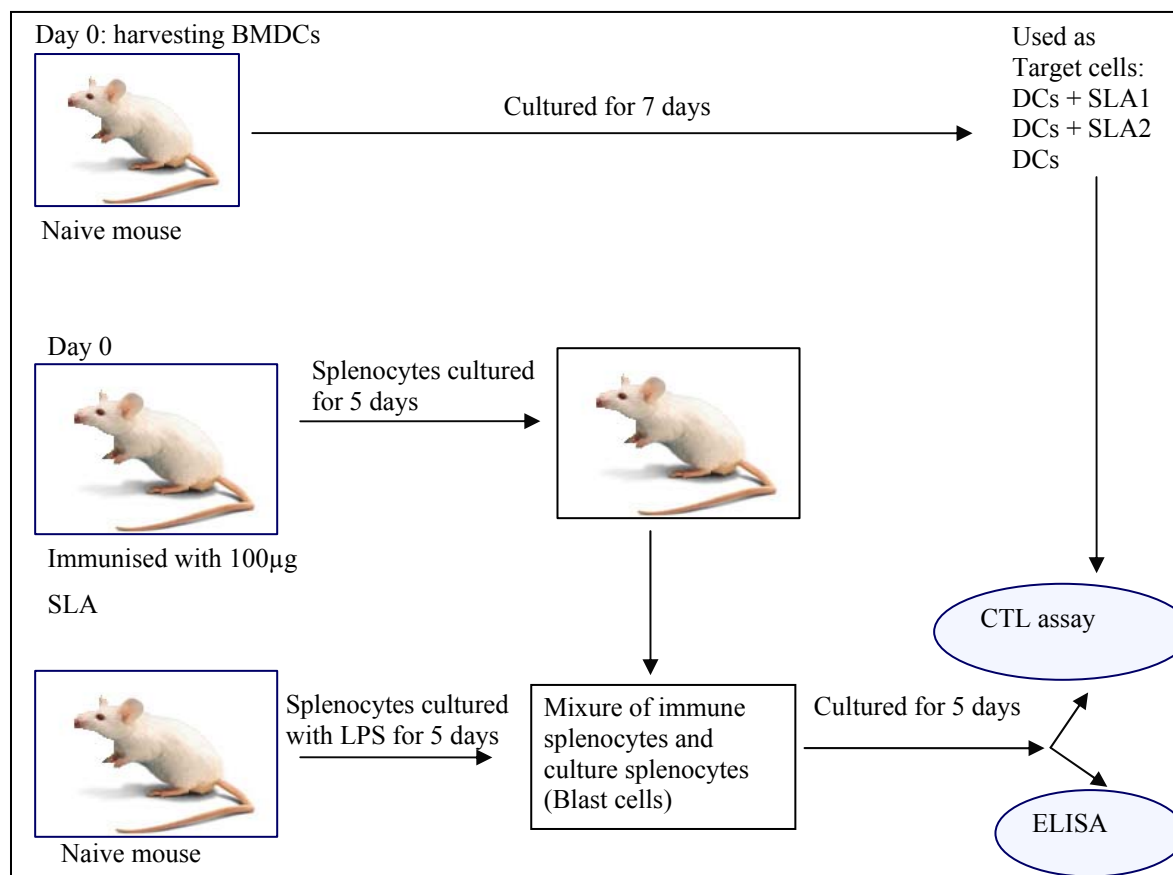 Day 0: harvesting BMDCs
Cultured for 7 days
Used as
Target cells:
DCs + SLA1
DCs + SLA2
DCs
Naive mouse
Day 0
Splenocytes cultured
for 5 days
Immunised with 100µg
SLA
CTL assay
Splenocytes cultured
with LPS for 5 days
Mixure of immune
splenocytes and
culture splenocytes
(Blast cells)
Cultured for 5 days
ELISA
Naive mouse